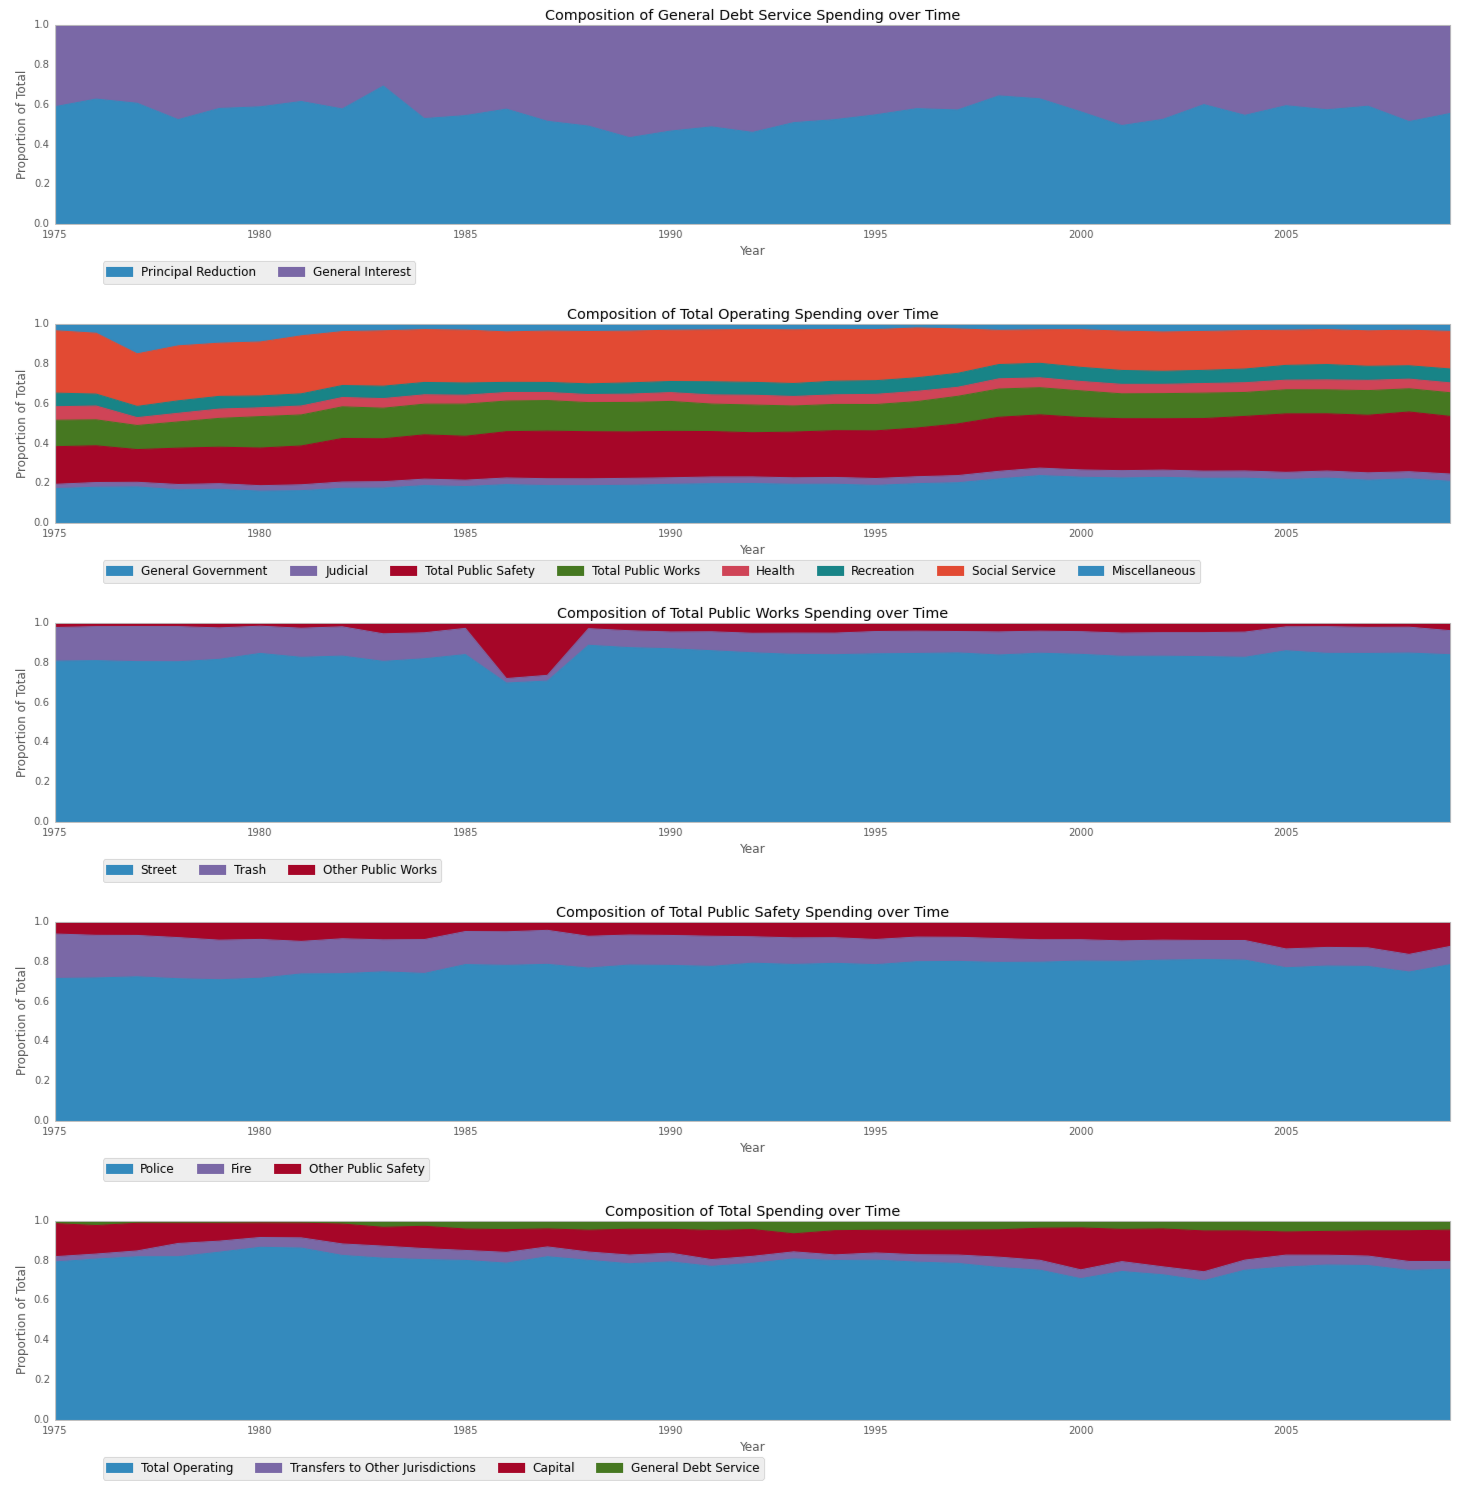 Composition of General Debt Service Spending over Time
1.0
0.8
0.6
0.4
0.2
0.0
Proportion of Total
1975 1980 1985 1990 1995 2000 2005
Year
Principal Reduction General Interest
Composition of Total Operating Spending over Time
1.0
0.8
0.6
0.4
0.2
0.0
Proportion of Total
1975 1980 1985 1990 1995 2000 2005
Year
General Government Judicial Total Public Safety Total Public Works Health Recreation Social Service Miscellaneous
Composition of Total Public Works Spending over Time
1.0
0.8
0.6
0.4
0.2
0.0
Proportion of Total
1975 1980 1985 1990 1995 2000 2005
Year
Street Trash Other Public Works
Composition of Total Public Safety Spending over Time
1.0
0.8
0.6
0.4
0.2
0.0
Proportion of Total
1975 1980 1985 1990 1995 2000 2005
Year
Police Fire Other Public Safety
Composition of Total Spending over Time
1.0
0.8
0.6
0.4
0.2
0.0
Proportion of Total
1975 1980 1985 1990 1995 2000 2005
Year
Total Operating Transfers to Other Jurisdictions Capital General Debt Service